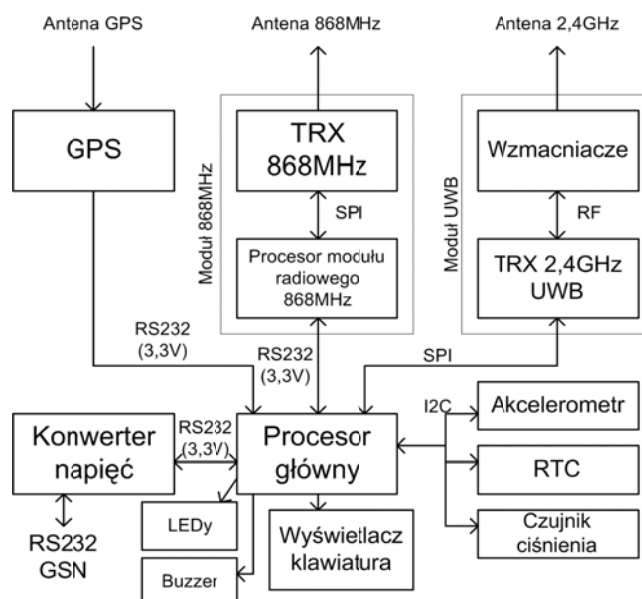 Antena GPS
Antena 868MHz
Antena 2,4GHz
GPS
Moduł 868MHz
TRX
868MHz
SPI
Procesor modułu
radiowego
868MHz
Moduł UWB
Wzmacniacze
RF
TRX 2,4GHz
UWB
RS232
(3,3V)
RS232
(3,3V)
SPI
Konwerter
napięć
RS232
(3,3V)
Procesor
główny
I2C
Akcelerometr
RTC
Czujnik
ciśnienia
RS232
GSN
LEDy
Buzzer
Wyświetlacz
klawiatura